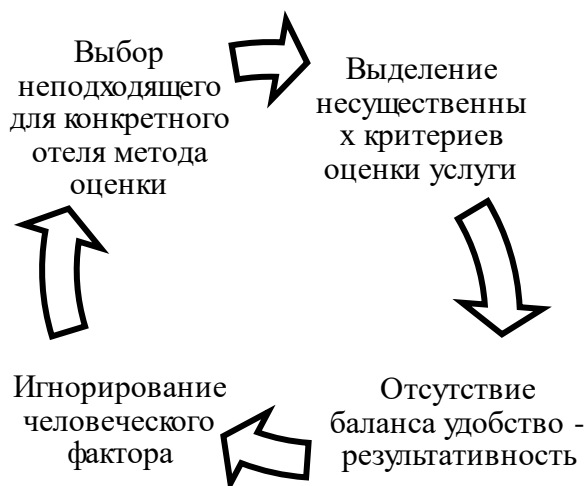 Выбор
неподходящего
для конкретного
отеля метода
оценки
Выделение
несущественны
х критериев
оценки услуги
Отсутствие
баланса удобство -
результативность
Игнорирование
человеческого
фактора